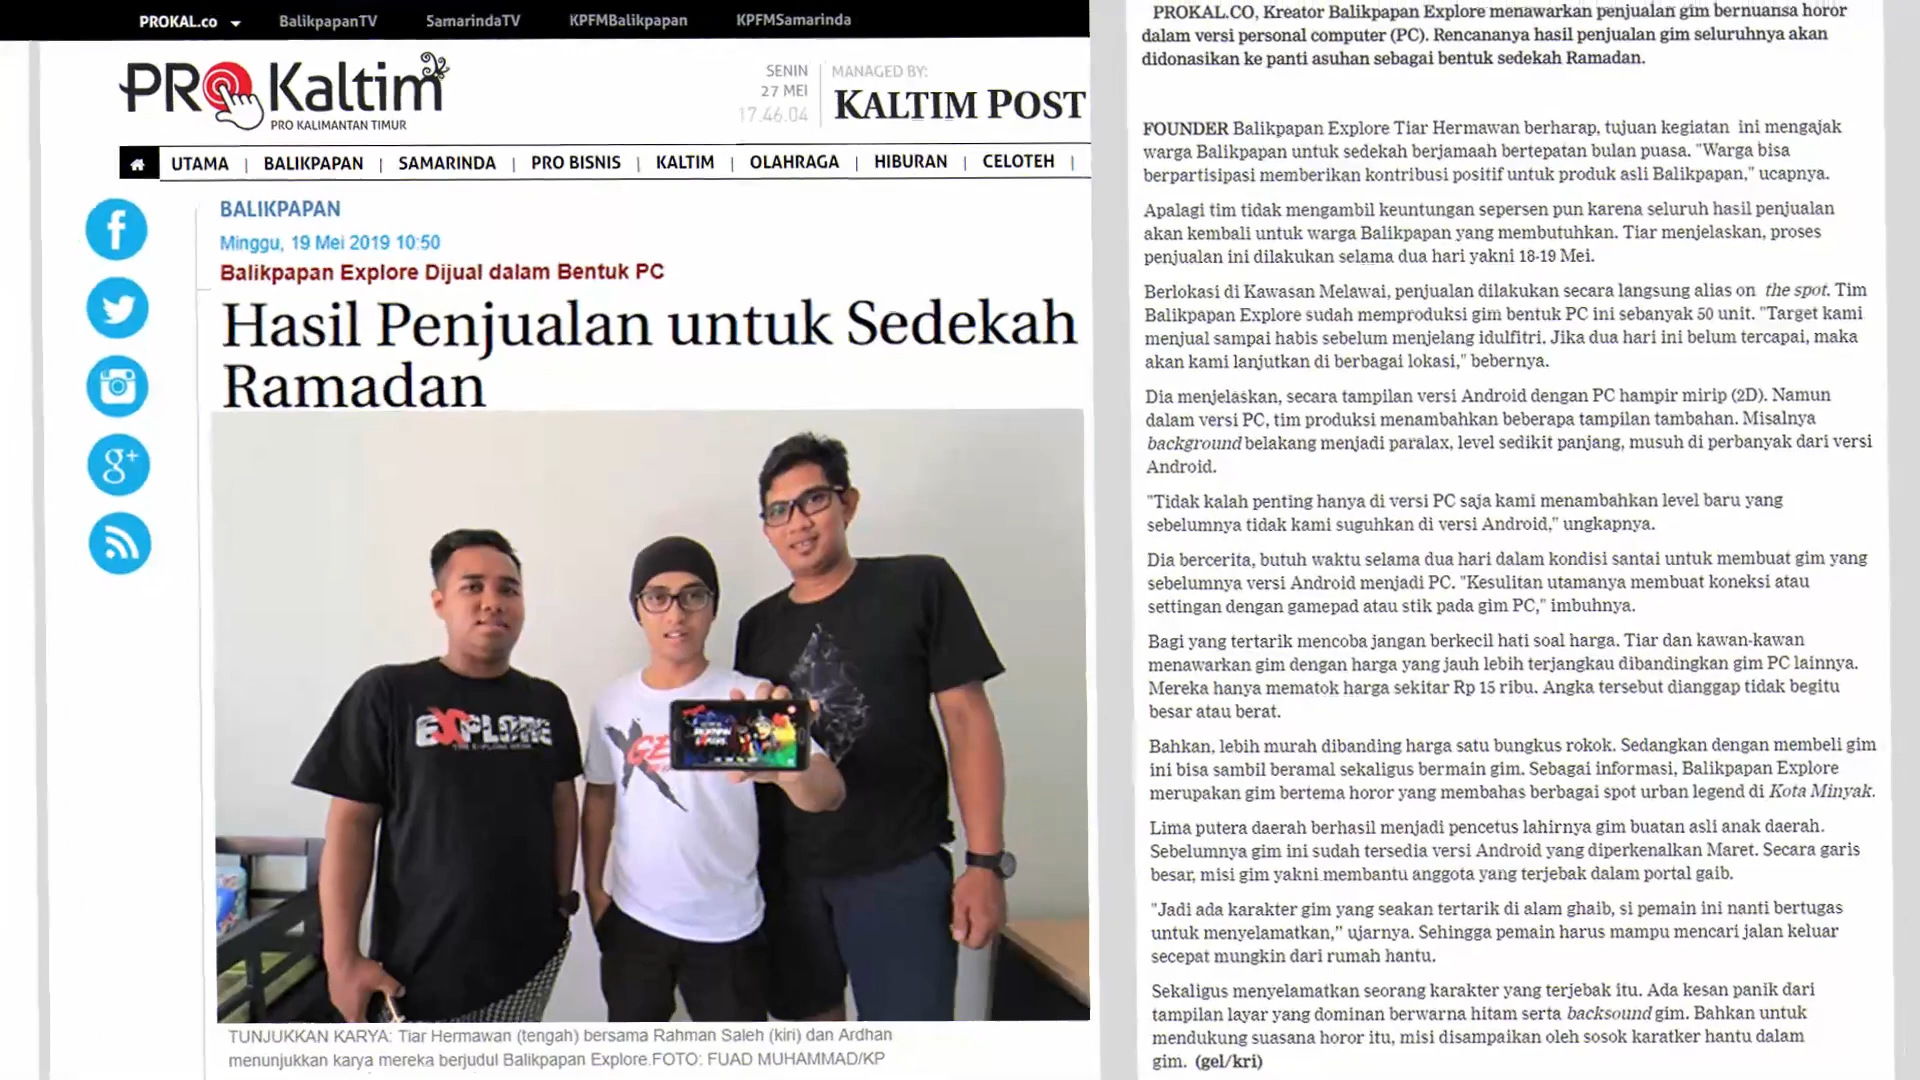 PROKAL.co BalikpapanTV SamarindaTV KPFMBalikpapan KPFMSamarinda
PRO Kaltim
PRO KALIMANTAN TIMUR
SENIN
27 MEI
17.46.04
MANAGED BY:
KALTIM POST
UTAMA | BALIKPAPAN | SAMARINDA | PRO BISNIS | KALTIM | OLAHRAGA | HIBURAN | CELOTEH |
BALIKPAPAN
Minggu, 19 Mei 2019 10:50
Balikpapan Explore Dijual dalam Bentuk PC
Hasil Penjualan untuk Sedekah
Ramadan
EXPLORE
TUNJUKKAN KARYA: Tiar Hermawan (tengah) bersama Rahman Saleh (kiri) dan Ardhan
menunjukkan karya mereka berjudul Balikpapan Explore.FOTO: FUAD MUHAMMAD/KP
PROKAL.CO, Kreator Balikpapan Explore menawarkan penjualan gim bernuansa horor
dalam versi personal computer (PC). Rencananya hasil penjualan gim seluruhnya akan
didonasikan ke panti asuhan sebagai bentuk sedekah Ramadan.
FOUNDER Balikpapan Explore Tiar Hermawan berharap, tujuan kegiatan ini mengajak
warga Balikpapan untuk sedekah berjamaah bertepatan bulan puasa. "Warga bisa
berpartisipasi memberikan kontribusi positif untuk produk asli Balikpapan," ucapnya.
Apalagi tim tidak mengambil keuntungan sepersen pun karena seluruh hasil penjualan
akan kembali untuk warga Balikpapan yang membutuhkan. Tiar menjelaskan, proses
penjualan ini dilakukan selama dua hari yakni 18-19 Mei.
Berlokasi di Kawasan Melawai, penjualan dilakukan secara langsung alias on the spot. Tim
Balikpapan Explore sudah memproduksi gim bentuk PC ini sebanyak 50 unit. "Target kami
menjual sampai habis sebelum menjelang idulfitri. Jika dua hari ini belum tercapai, maka
akan kami lanjutkan di berbagai lokasi," bebernya.
Dia menjelaskan, secara tampilan versi Android dengan PC hampir mirip (2D). Namun
dalam versi PC, tim produksi menambahkan beberapa tampilan tambahan. Misalnya
background belakang menjadi paralax, level sedikit panjang, musuh di perbanyak dari versi
Android.
"Tidak kalah penting hanya di versi PC saja kami menambahkan level baru yang
sebelumnya tidak kami suguhkan di versi Android," ungkapnya.
Dia bercerita, butuh waktu selama dua hari dalam kondisi santai untuk membuat gim yang
sebelumnya versi Android menjadi PC. "Kesulitan utamanya membuat koneksi atau
settingan dengan gamepad atau stik pada gim PC," imbuhnya.
Bagi yang tertarik mencoba jangan berkecil hati soal harga. Tiar dan kawan-kawan
menawarkan gim dengan harga yang jauh lebih terjangkau dibandingkan gim PC lainnya.
Mereka hanya mematok harga sekitar Rp 15 ribu. Angka tersebut dianggap tidak begitu
besar atau berat.
Bahkan, lebih murah dibanding harga satu bungkus rokok. Sedangkan dengan membeli gim
ini bisa sambil beramal sekaligus bermain gim. Sebagai informasi, Balikpapan Explore
merupakan gim bertema horor yang membahas berbagai spot urban legend di Kota Minyak.
Lima putera daerah berhasil menjadi pencetus lahirnya gim buatan asli anak daerah.
Sebelumnya gim ini sudah tersedia versi Android yang diperkenalkan Maret. Secara garis
besar, misi gim yakni membantu anggota yang terjebak dalam portal gaib.
"Jadi ada karakter gim yang seakan tertarik di alam ghaib, si pemain ini nanti bertugas
untuk menyelamatkan," ujarnya. Sehingga pemain harus mampu mencari jalan keluar
secepat mungkin dari rumah hantu.
Sekaligus menyelamatkan seorang karakter yang terjebak itu. Ada kesan panik dari
tampilan layar yang dominan berwarna hitam serta backsound gim. Bahkan untuk
mendukung suasana horor itu, misi disampaikan oleh sosok karatker hantu dalam
gim. (gel/kri)